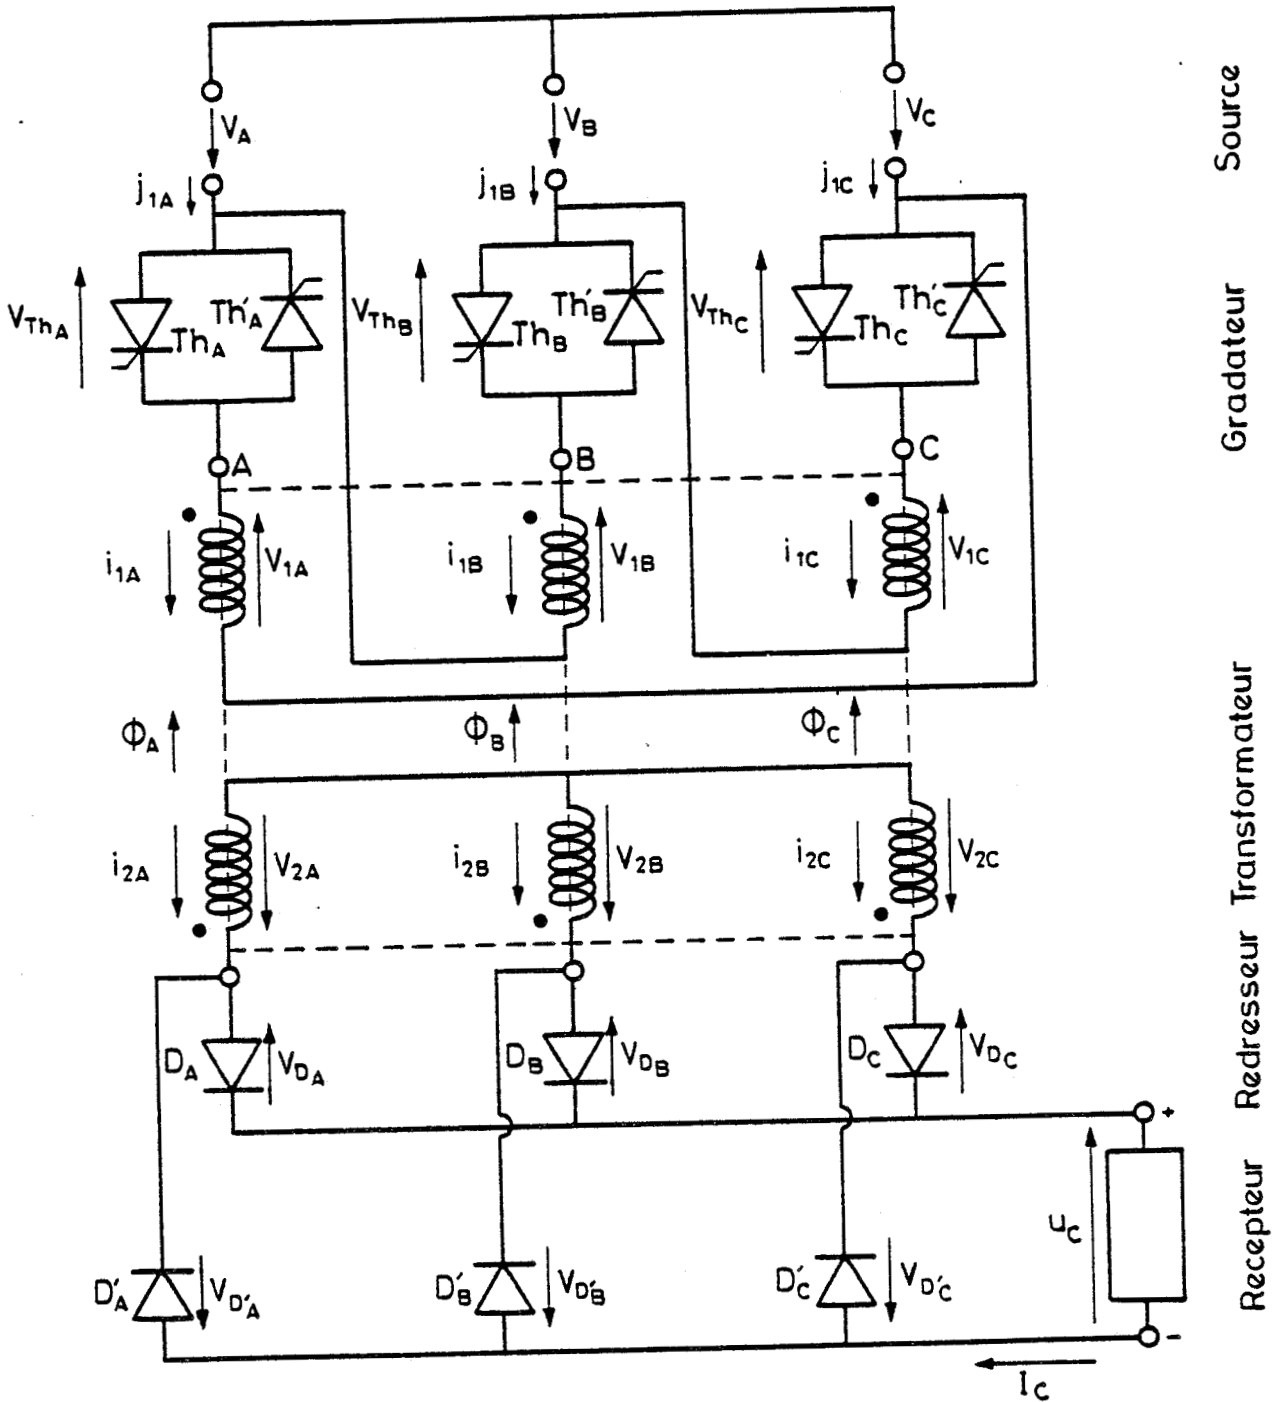 V_A
V_B
V_C
Source
j_1A
j_1B
j_1C
V_ThA
Th_A
Th'_A
V_ThB
Th_B
Th'_B
V_ThC
Th_C
Th'_C
Gradateur
A
B
C
i_1A
V_1A
i_1B
V_1B
i_1C
V_1C
Φ_A
Φ_B
Φ_C
Transformateur
i_2A
V_2A
i_2B
V_2B
i_2C
V_2C
D_A
V_DA
D_B
V_DB
D_C
V_DC
Redresseur
+
u_C
D'_A
V_D'A
D'_B
V_D'B
D'_C
V_D'C
Recepteur
-
I_C